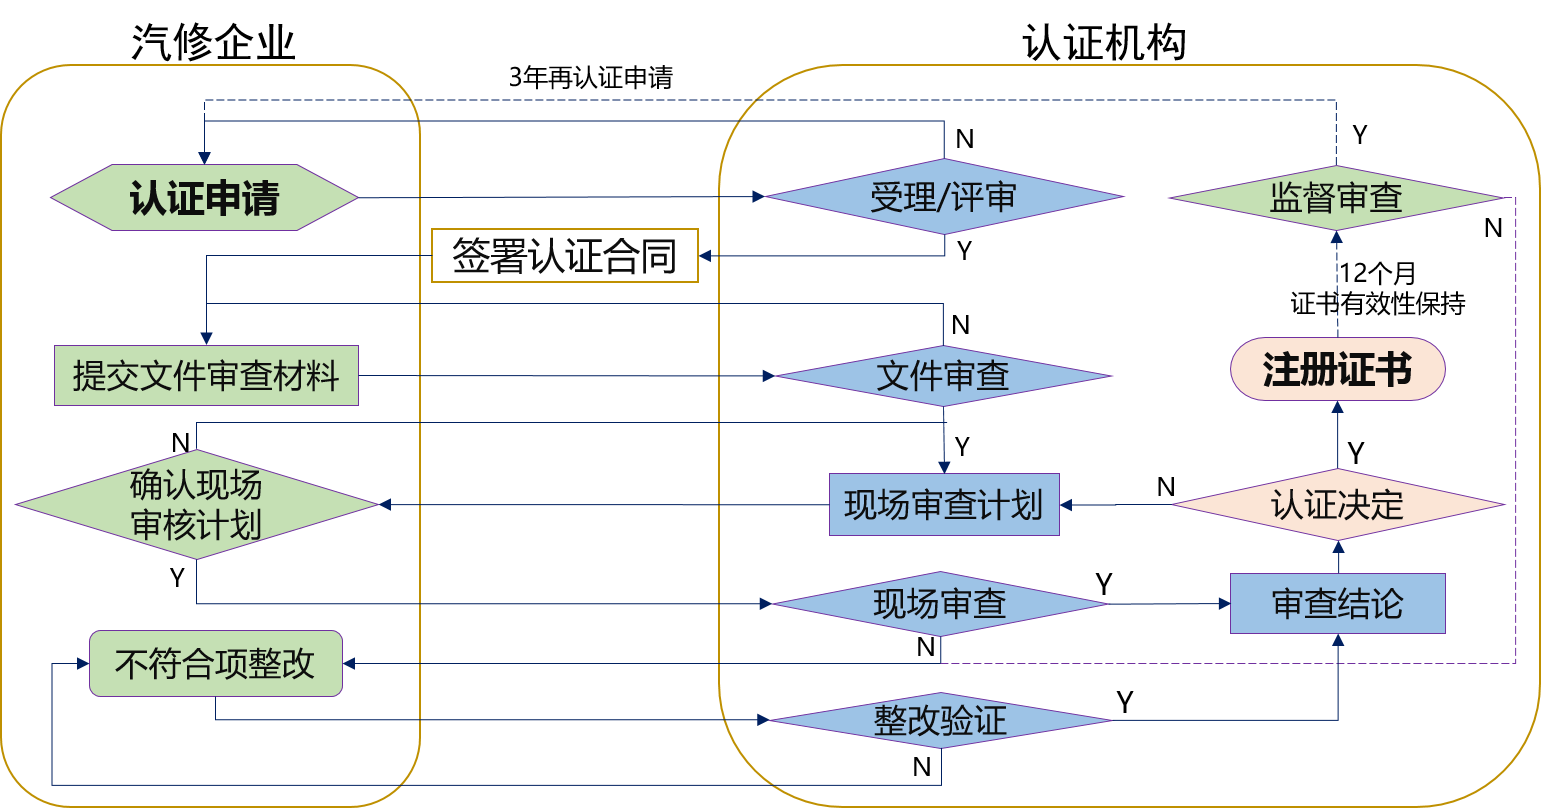 汽修企业
认证机构
3年再认证申请
N
Y
认证申请
受理/评审
监督审查
N
Y
签署认证合同
12个月
证书有效性保持
N
提交文件审查材料
文件审查
注册证书
N
Y
Y
确认现场
审核计划
现场审查计划
N
认证决定
Y
现场审查
Y
审查结论
N
不符合项整改
整改验证
Y
N